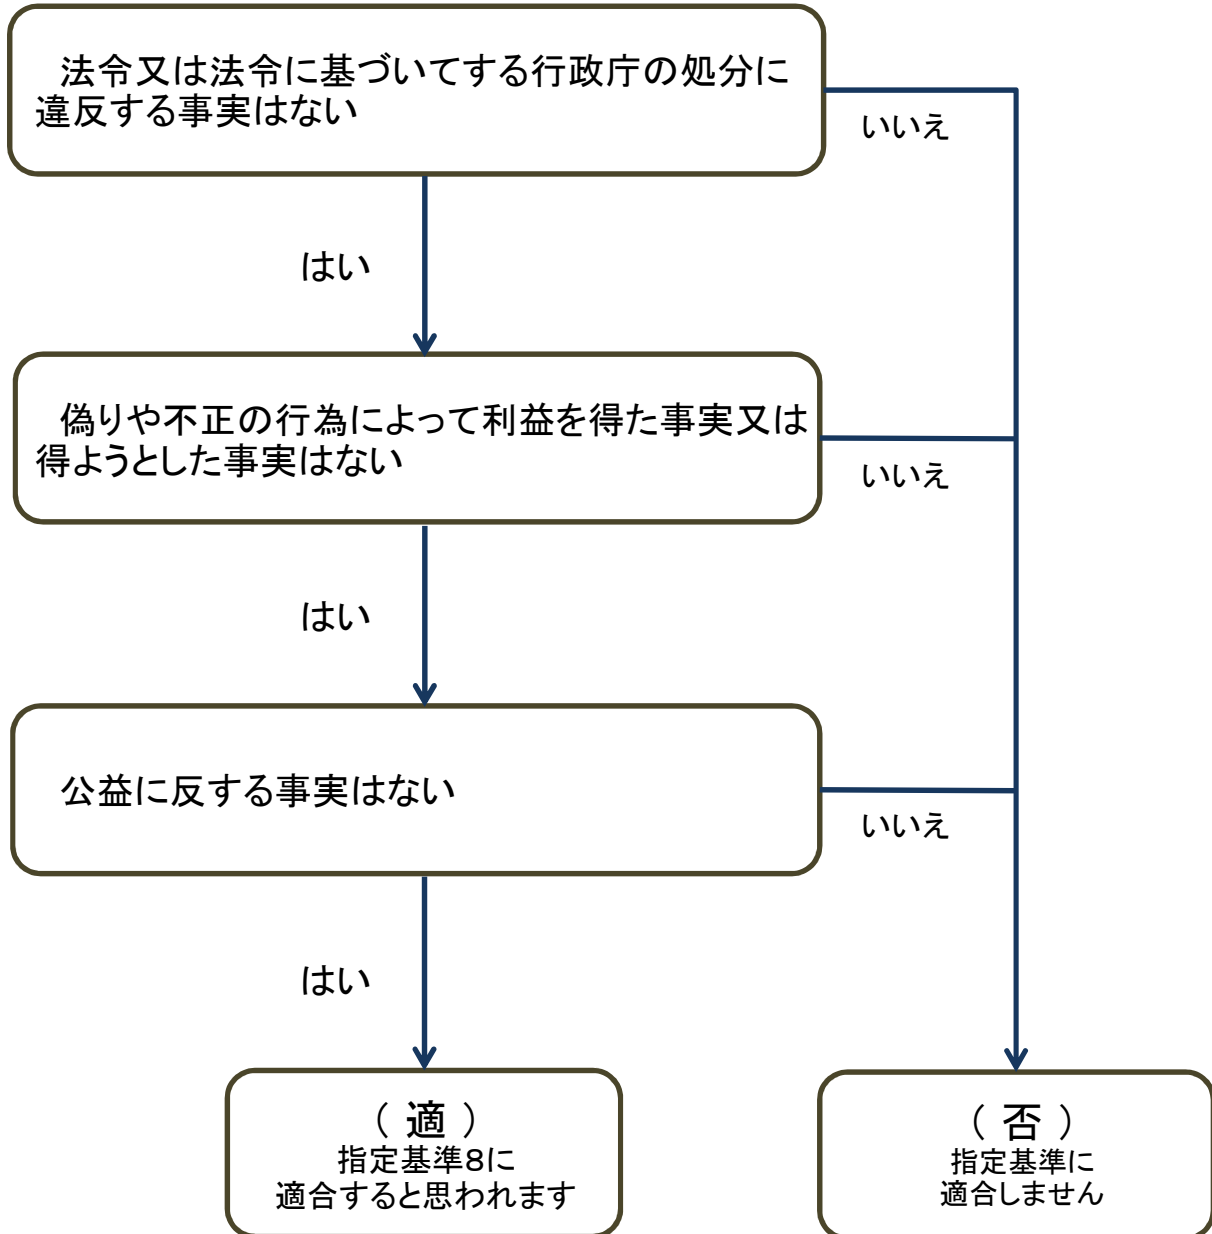 法令又は法令に基づいてする行政庁の処分に
違反する事実はない
いいえ
はい
偽りや不正の行為によって利益を得た事実又は
得ようとした事実はない
いいえ
はい
公益に反する事実はない
いいえ
はい
（ 適 ）
指定基準8に
適合すると思われます
（ 否 ）
指定基準に
適合しません